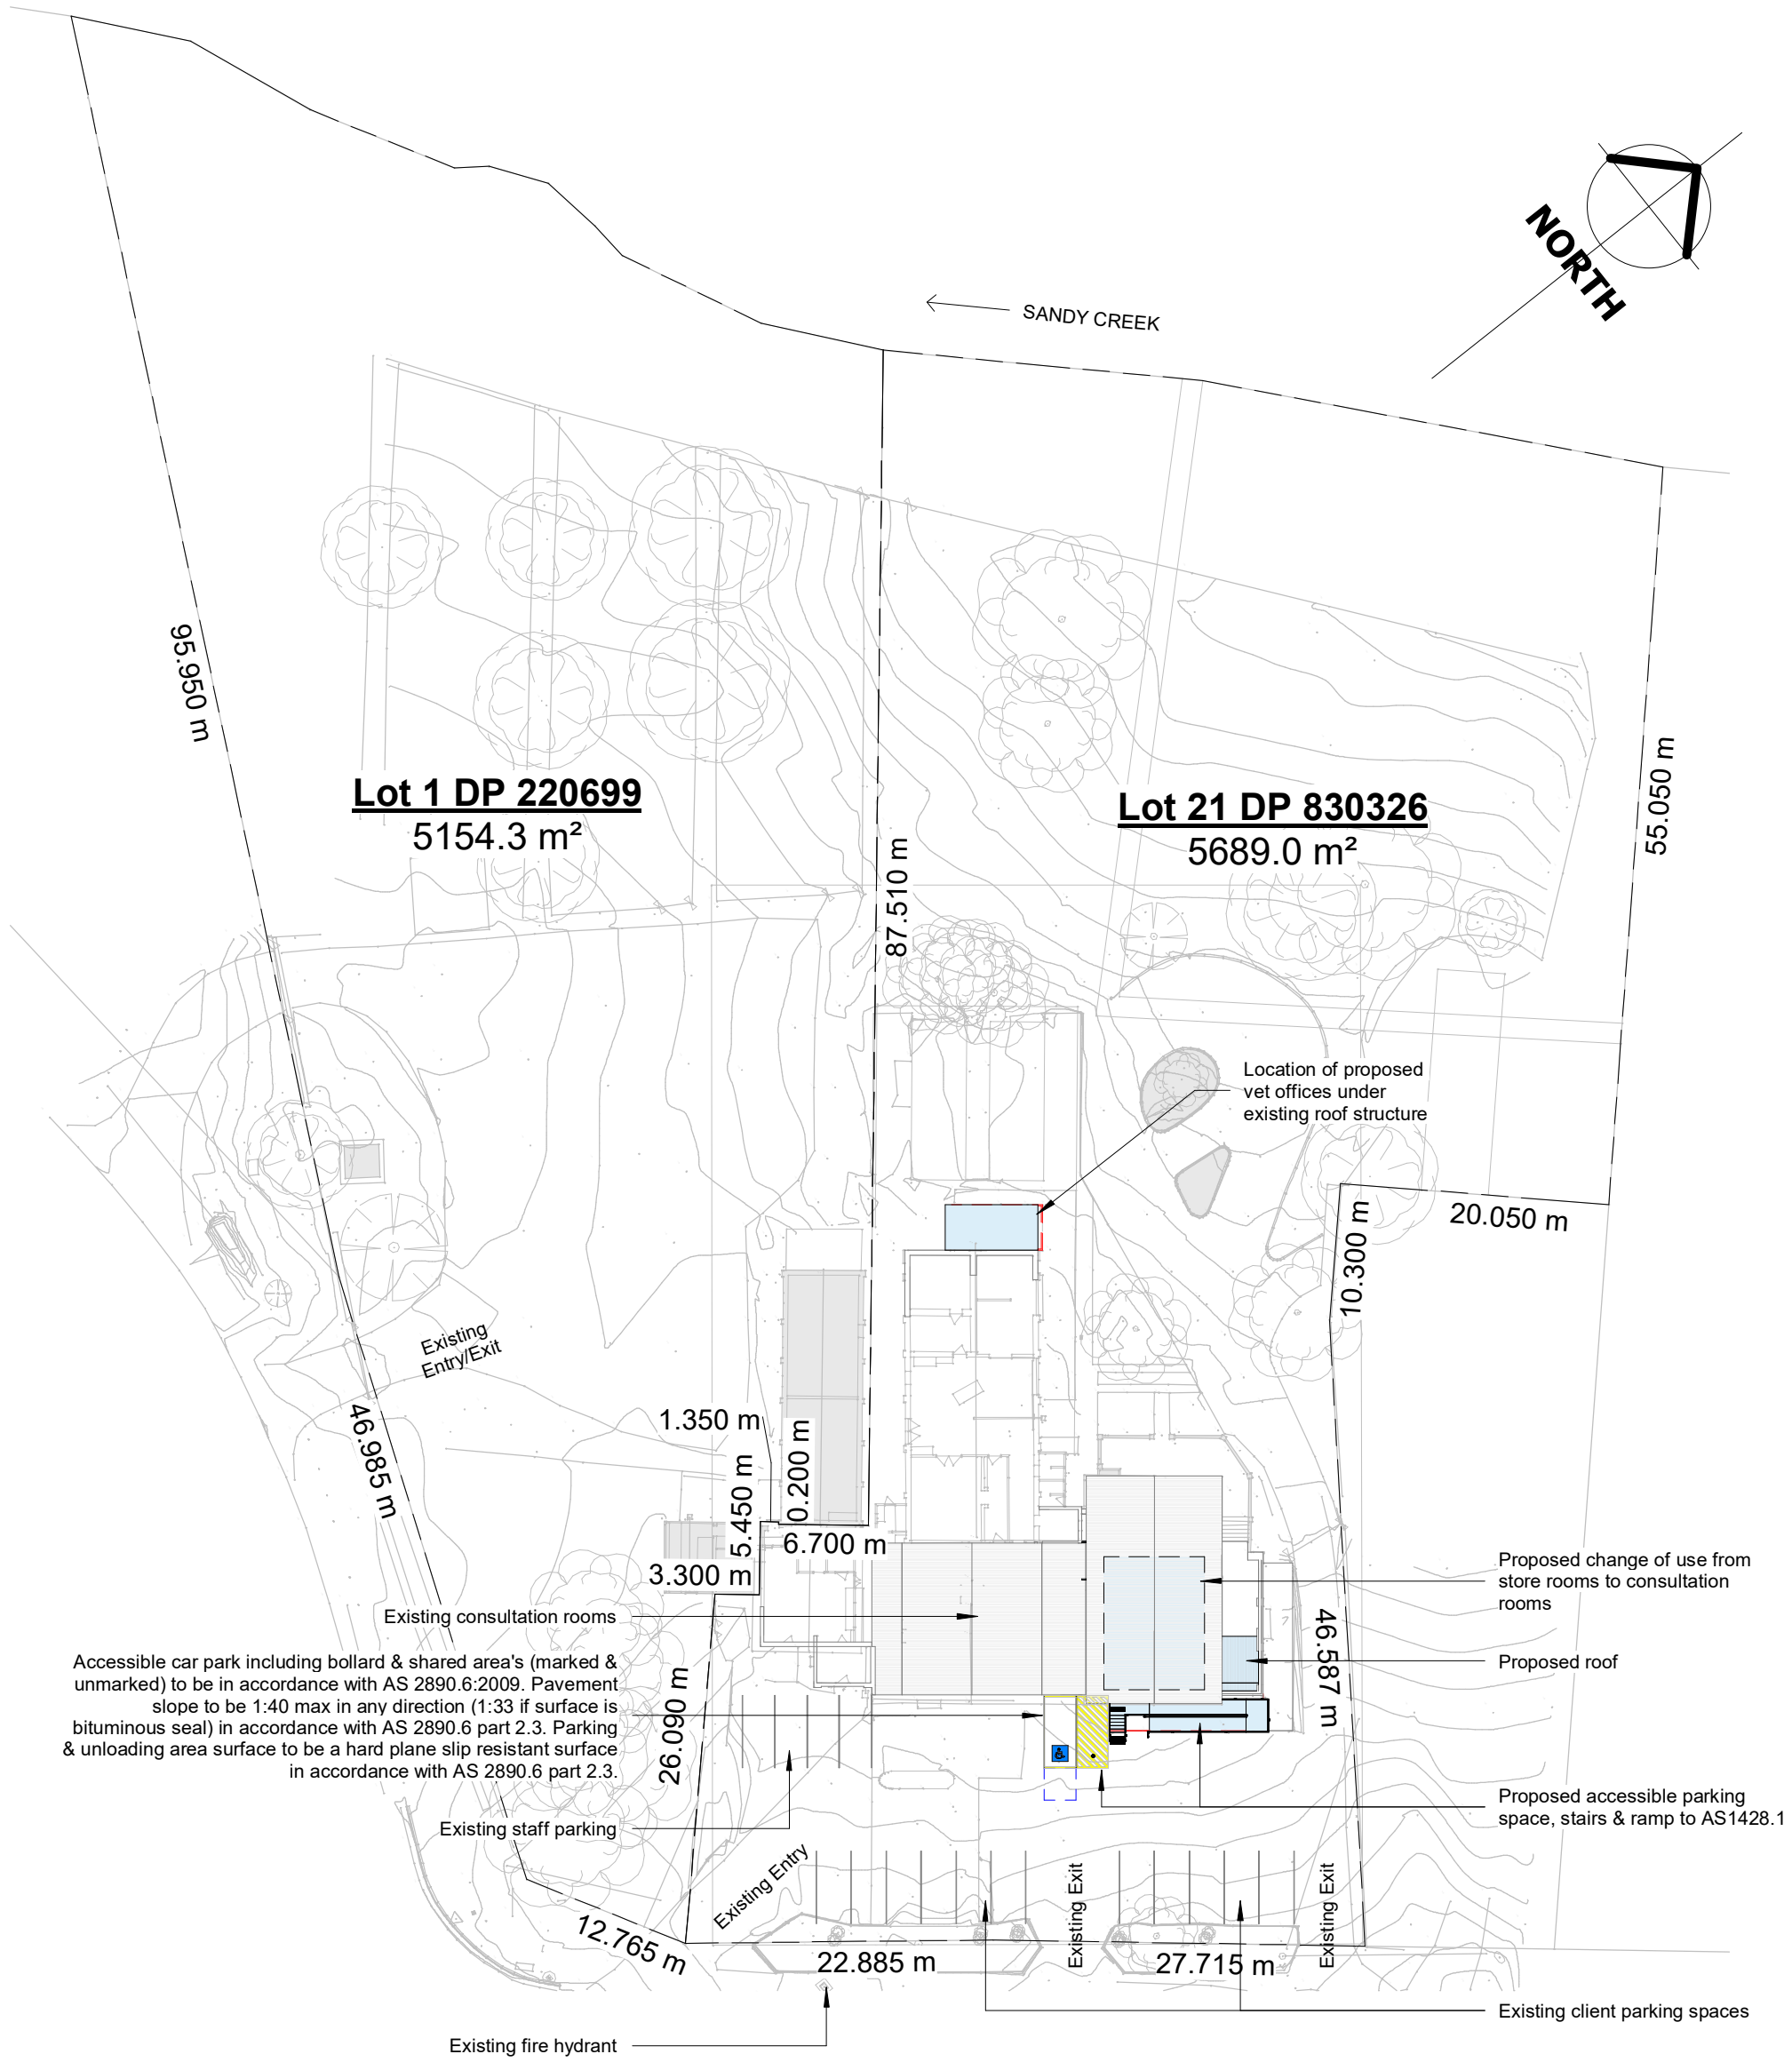 NORTH
SANDY CREEK
95.950 m
Lot 1 DP 220699
5154.3 m²
Lot 21 DP 830326
5689.0 m²
55.050 m
87.510 m
Location of proposed
vet offices under
existing roof structure
20.050 m
10.300 m
Existing
Entry/Exit
46.985 m
1.350 m
0.200 m
5.450 m
6.700 m
3.300 m
Proposed change of use from
store rooms to consultation
rooms
Existing consultation rooms
46.587 m
Proposed roof
Accessible car park including bollard & shared area's (marked &
unmarked) to be in accordance with AS 2890.6:2009. Pavement
slope to be 1:40 max in any direction (1:33 if surface is
bituminous seal) in accordance with AS 2890.6 part 2.3. Parking
& unloading area surface to be a hard plane slip resistant surface
in accordance with AS 2890.6 part 2.3.
26.090 m
Proposed accessible parking
space, stairs & ramp to AS1428.1
Existing staff parking
Existing Entry
Existing Exit
Existing Exit
12.765 m
22.885 m
27.715 m
Existing client parking spaces
Existing fire hydrant